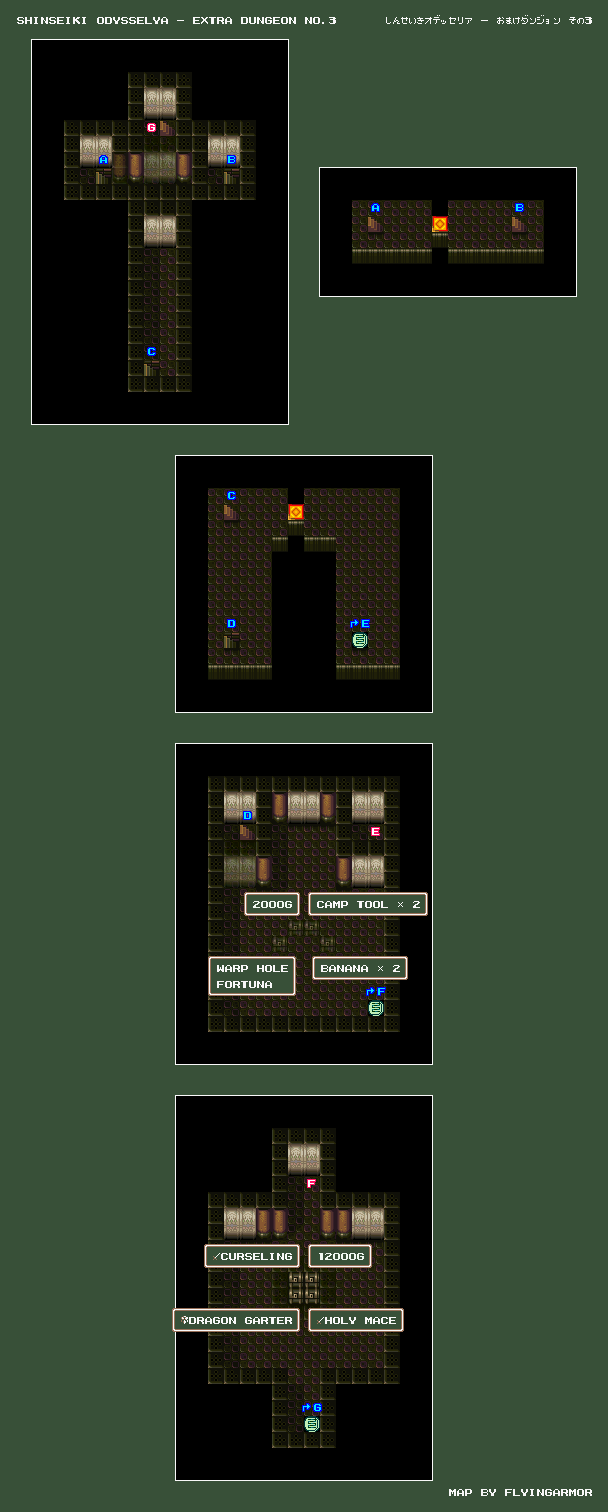 SHINSEIKI ODYSSELYA - EXTRA DUNGEON NO.3
しんせいきオデッセリア - おまけダンジョン その3
G
A
B
A
B
C
C
D
E
D
E
2000G
CAMP TOOL × 2
WARP HOLE
FORTUNA
BANANA × 2
F
F
CURSELING
12000G
DRAGON GARTER
HOLY MACE
G
MAP BY FLYINGARMOR